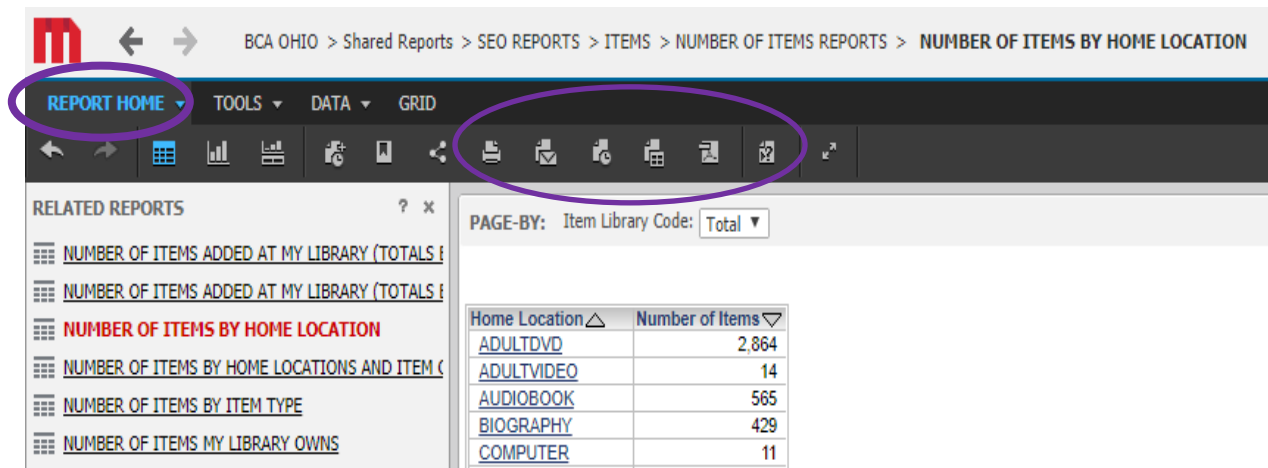 BCA OHIO > Shared Reports > SEO REPORTS > ITEMS > NUMBER OF ITEMS REPORTS > NUMBER OF ITEMS BY HOME LOCATION
REPORT HOME TOOLS DATA GRID
RELATED REPORTS ? x
NUMBER OF ITEMS ADDED AT MY LIBRARY (TOTALS
NUMBER OF ITEMS ADDED AT MY LIBRARY (TOTALS
NUMBER OF ITEMS BY HOME LOCATION
NUMBER OF ITEMS BY HOME LOCATIONS AND ITEM
NUMBER OF ITEMS BY ITEM TYPE
NUMBER OF ITEMS MY LIBRARY OWNS
PAGE-BY: Item Library Code: Total
Home Location Number of Items
ADULTDVD 2,864
ADULTVIDEO 14
AUDIOBOOK 565
BIOGRAPHY 429
COMPUTER 11